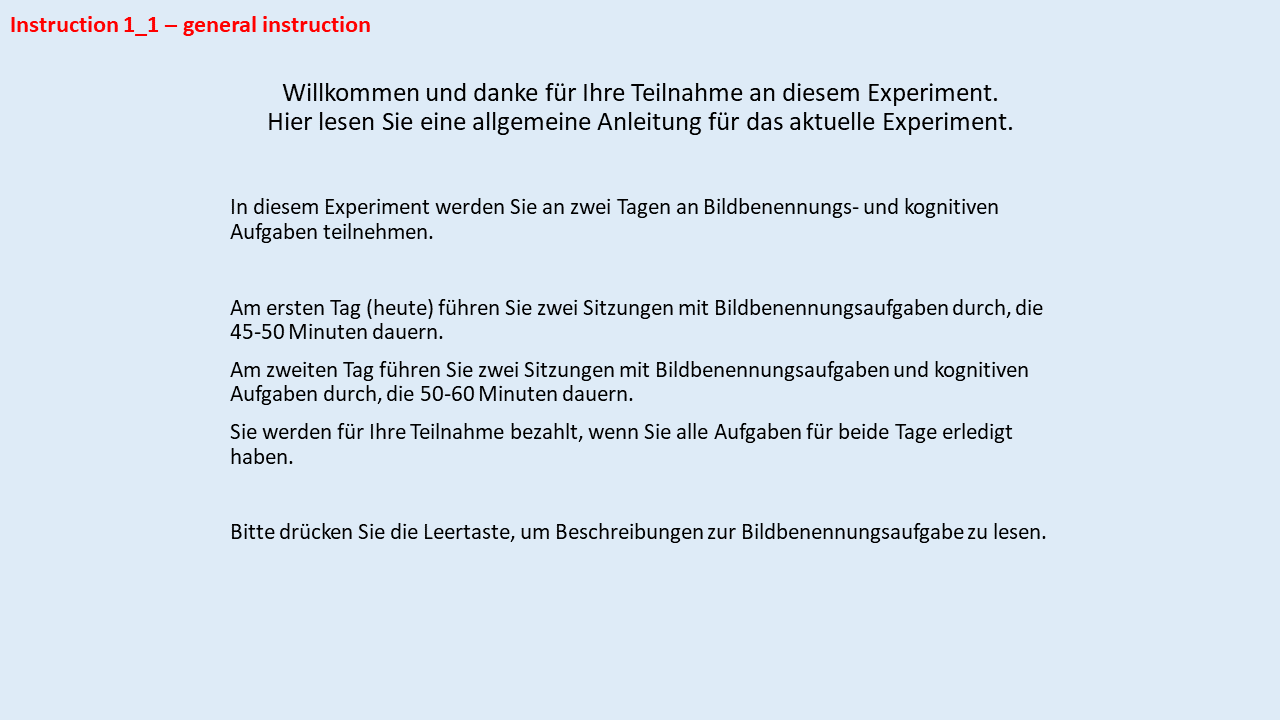 Instruction 1_1 – general instruction
Willkommen und danke für Ihre Teilnahme an diesem Experiment.
Hier lesen Sie eine allgemeine Anleitung für das aktuelle Experiment.
In diesem Experiment werden Sie an zwei Tagen an Bildbenennungs- und kognitiven
Aufgaben teilnehmen.
Am ersten Tag (heute) führen Sie zwei Sitzungen mit Bildbenennungsaufgaben durch, die
45-50 Minuten dauern.
Am zweiten Tag führen Sie zwei Sitzungen mit Bildbenennungsaufgaben und kognitiven
Aufgaben durch, die 50-60 Minuten dauern.
Sie werden für Ihre Teilnahme bezahlt, wenn Sie alle Aufgaben für beide Tage erledigt
haben.
Bitte drücken Sie die Leertaste, um Beschreibungen zur Bildbenennungsaufgabe zu lesen.